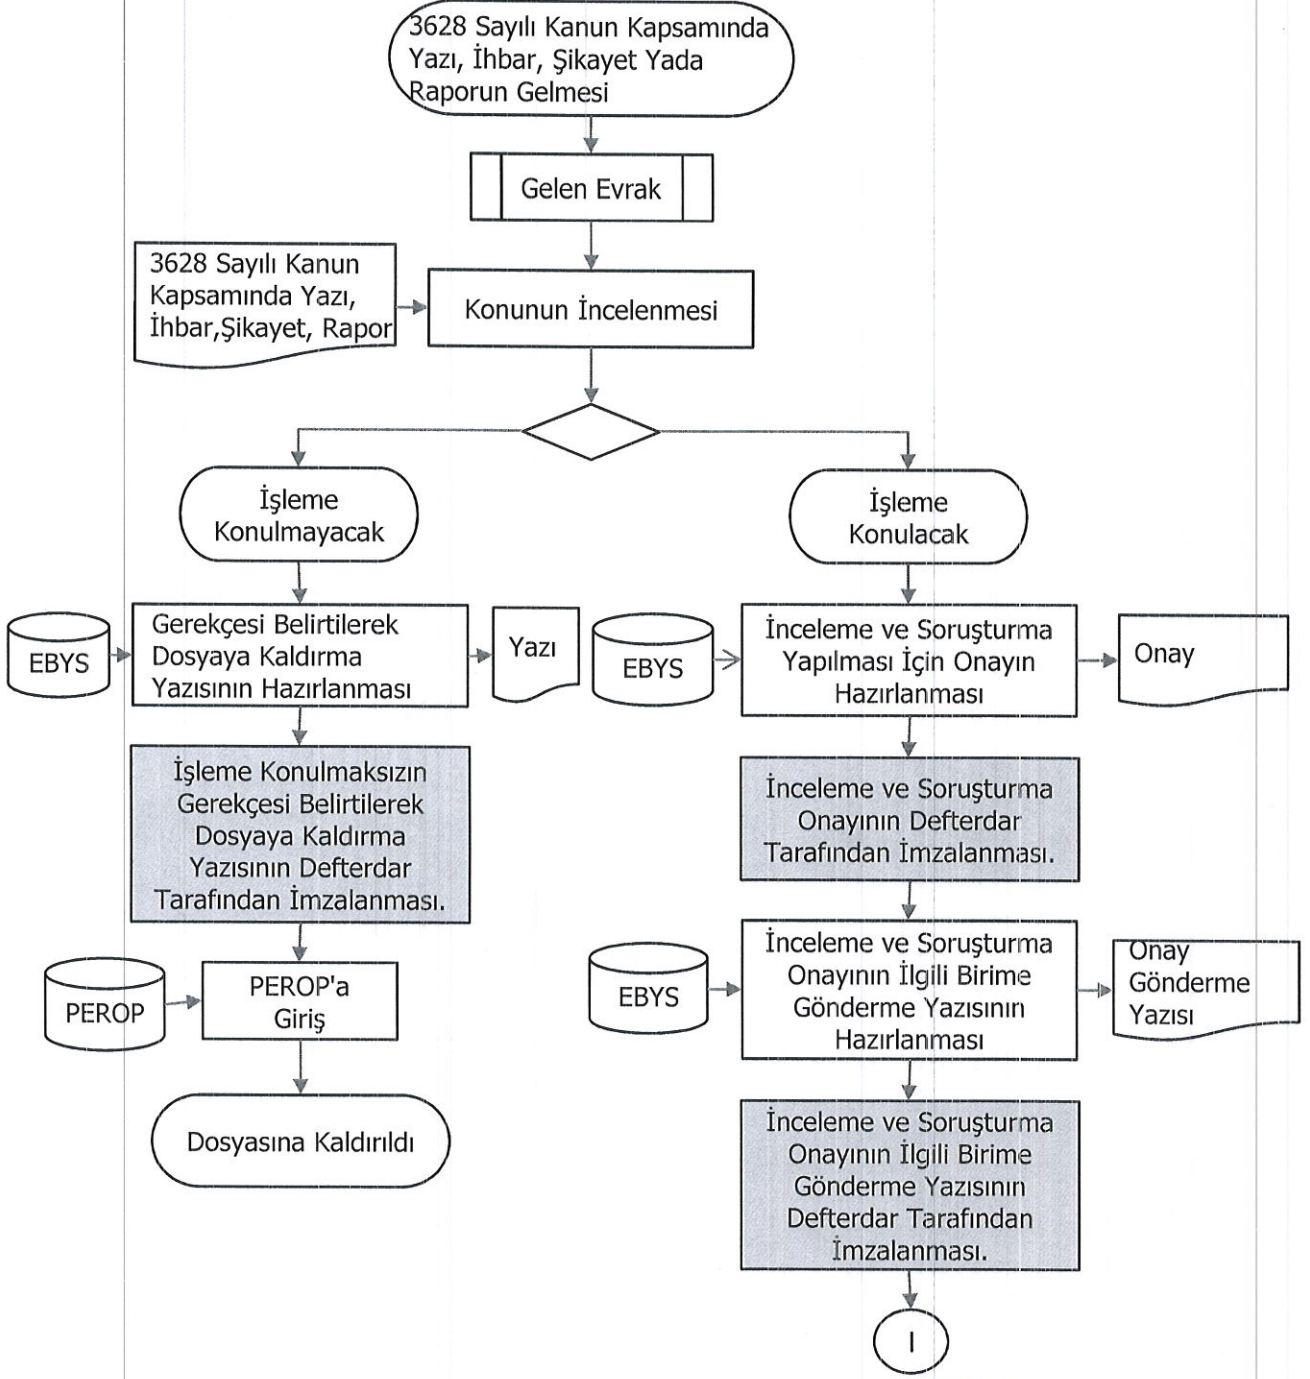 3628 Sayılı Kanun Kapsamında
Yazı, İhbar, Şikayet Yada
Raporun Gelmesi
Gelen Evrak
3628 Sayılı Kanun
Kapsamında Yazı,
İhbar,Şikayet, Rapor
Konunun İncelenmesi
İşleme
Konulmayacak
İşleme
Konulacak
EBYS
Gerekçesi Belirtilerek
Dosyaya Kaldırma
Yazısının Hazırlanması
Yazı
EBYS
İnceleme ve Soruşturma
Yapılması İçin Onayın
Hazırlanması
Onay
İşleme Konulmaksızın
Gerekçesi Belirtilerek
Dosyaya Kaldırma
Yazısının Defterdar
Tarafından İmzalanması.
İnceleme ve Soruşturma
Onayının Defterdar
Tarafından İmzalanması.
PEROP
PEROP'a
Giriş
EBYS
İnceleme ve Soruşturma
Onayının İlgili Birime
Gönderme Yazısının
Hazırlanması
Onay
Gönderme
Yazısı
Dosyasına Kaldırıldı
İnceleme ve Soruşturma
Onayının İlgili Birime
Gönderme Yazısının
Defterdar Tarafından
İmzalanması.
I